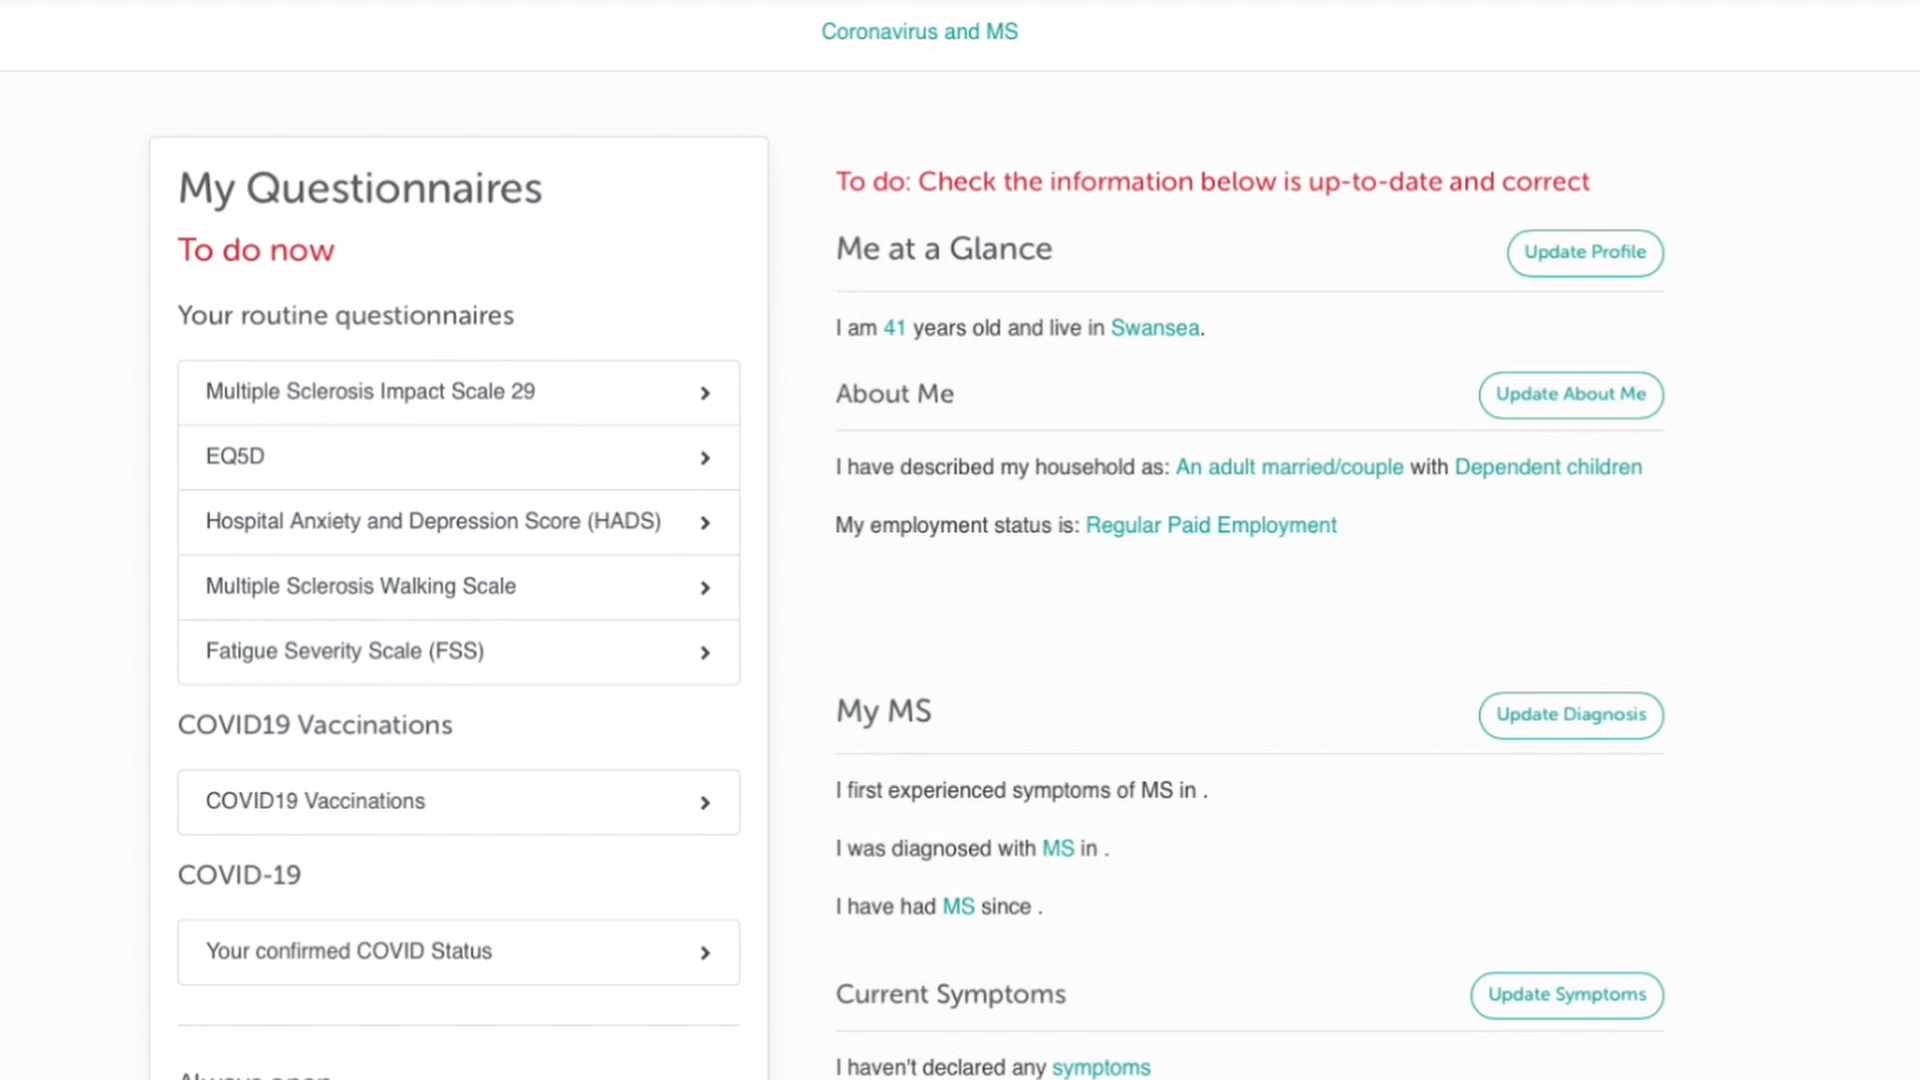 Coronavirus and MS
My Questionnaires
To do now
Your routine questionnaires
Multiple Sclerosis Impact Scale 29
EQ5D
Hospital Anxiety and Depression Score (HADS)
Multiple Sclerosis Walking Scale
Fatigue Severity Scale (FSS)
COVID19 Vaccinations
COVID19 Vaccinations
COVID-19
Your confirmed COVID Status
Always open
To do: Check the information below is up-to-date and correct
Me at a Glance
Update Profile
I am 41 years old and live in Swansea.
About Me
Update About Me
I have described my household as: An adult married/couple with Dependent children
My employment status is: Regular Paid Employment
My MS
Update Diagnosis
I first experienced symptoms of MS in .
I was diagnosed with MS in .
I have had MS since .
Current Symptoms
Update Symptoms
I haven't declared any symptoms